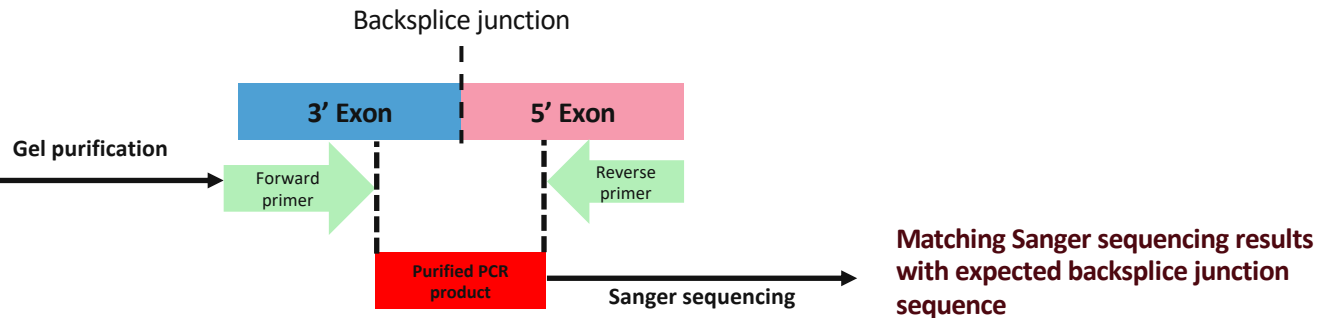 Backsplice junction
3’ Exon
5’ Exon
Gel purification
Forward
primer
Reverse
primer
Purified PCR
product
Sanger sequencing
Matching Sanger sequencing results
with expected backsplice junction
sequence